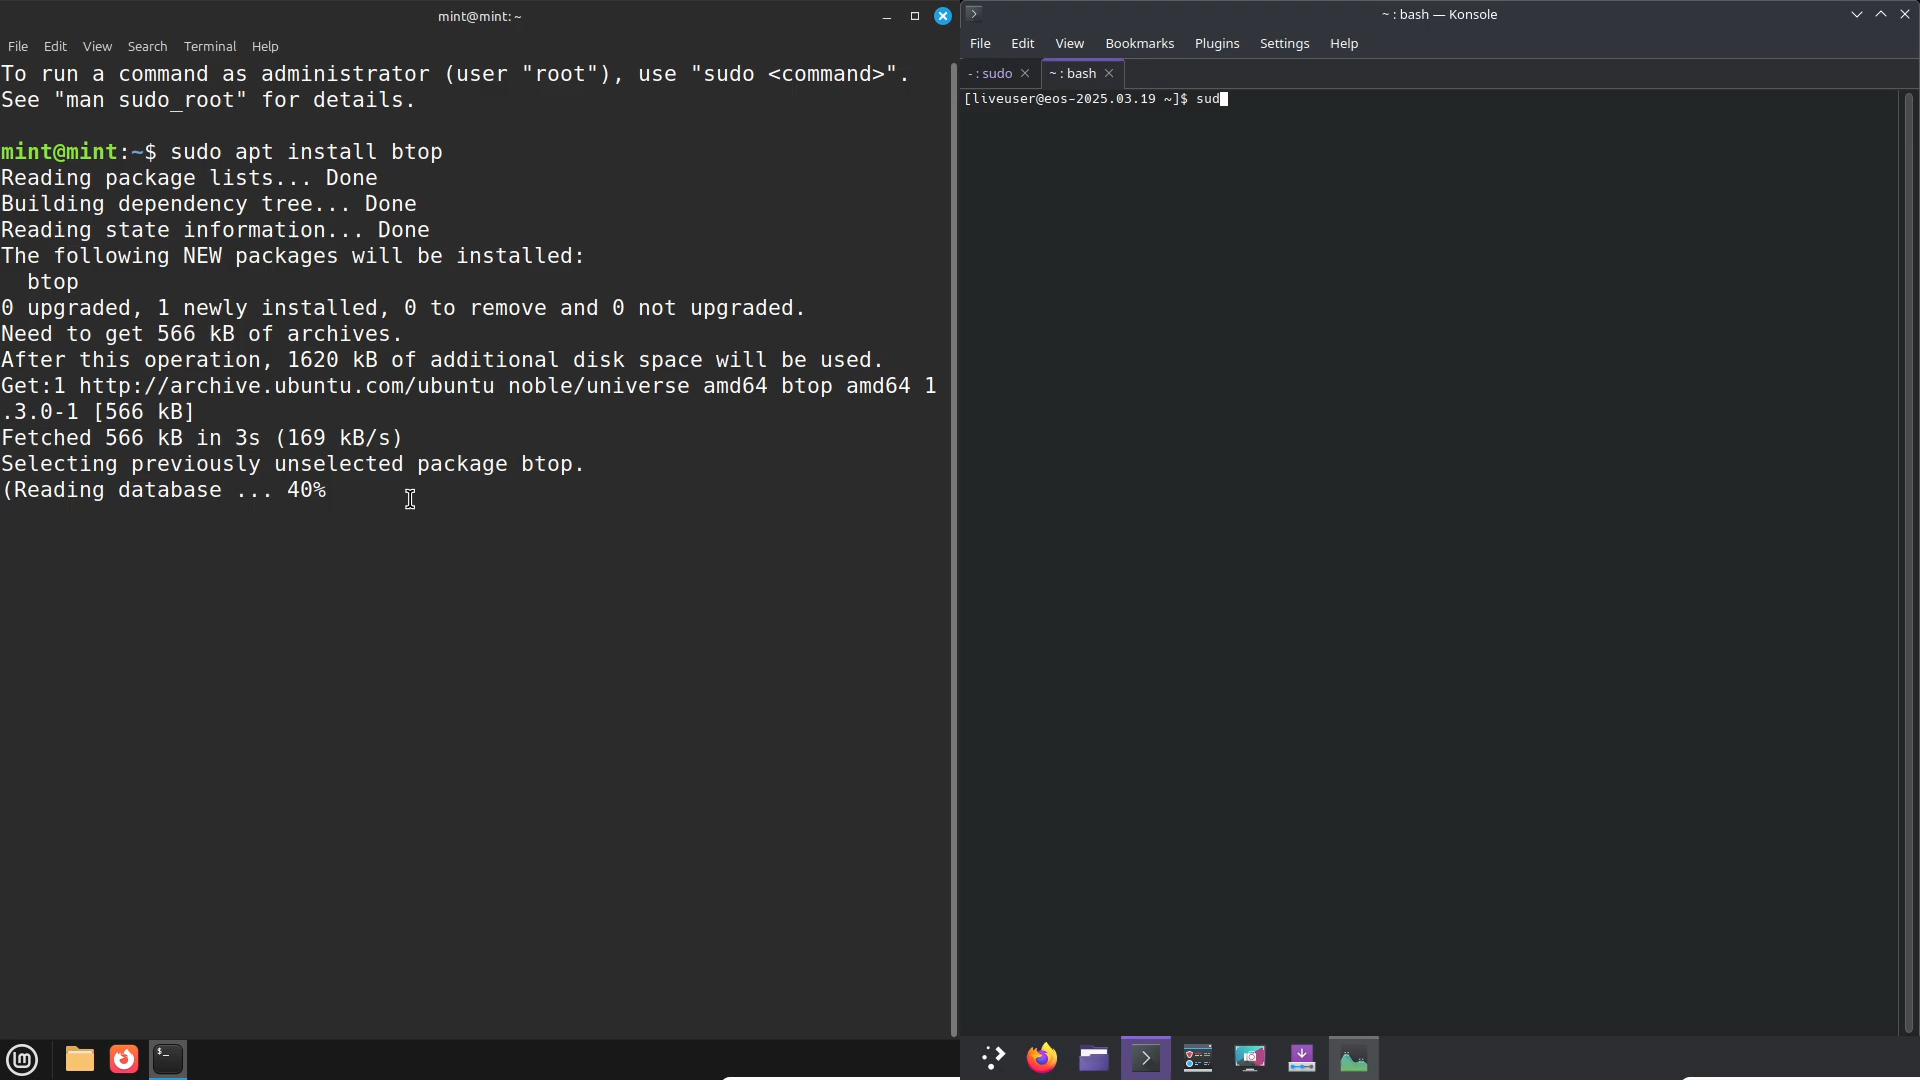 mint@mint:~
File Edit View Search Terminal Help
To run a command as administrator (user "root"), use "sudo <command>".
See "man sudo_root" for details.
mint@mint:~$ sudo apt install btop
Reading package lists... Done
Building dependency tree... Done
Reading state information... Done
The following NEW packages will be installed:
btop
0 upgraded, 1 newly installed, 0 to remove and 0 not upgraded.
Need to get 566 kB of archives.
After this operation, 1620 kB of additional disk space will be used.
Get:1 http://archive.ubuntu.com/ubuntu noble/universe amd64 btop amd64 1
.3.0-1 [566 kB]
Fetched 566 kB in 3s (169 kB/s)
Selecting previously unselected package btop.
(Reading database ... 40%
~ : bash — Konsole
File Edit View Bookmarks Plugins Settings Help
- : sudo
~ : bash
[liveuser@eos-2025.03.19 ~]$ sud